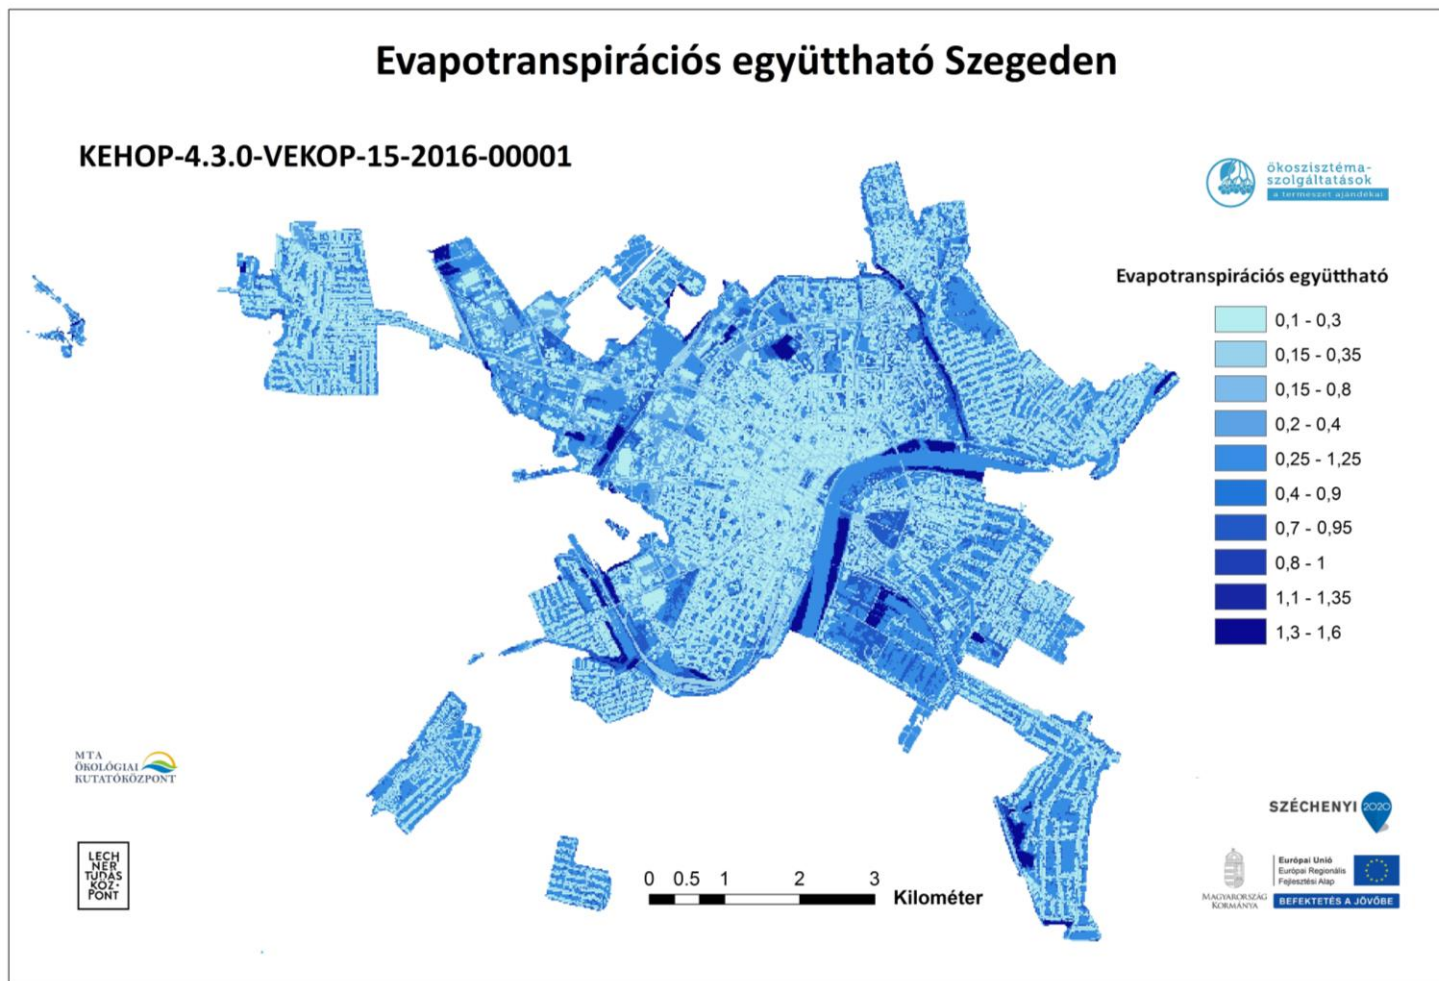 Evapotranspirációs együttható Szegeden
KEHOP-4.3.0-VEKOP-15-2016-00001
ökoszisztéma-
szolgáltatások
a természet ajándékai
Evapotranspirációs együttható
0,1 - 0,3
0,15 - 0,35
0,15 - 0,8
0,2 - 0,4
0,25 - 1,25
0,4 - 0,9
0,7 - 0,95
0,8 - 1
1,1 - 1,35
1,3 - 1,6
MTA
ÖKOLÓGIAI
KUTATÓKÖZPONT
LECH
NER
TUDÁS
KÖZ-
PONT
0 0.5 1 2 3
Kilométer
SZÉCHENYI 2020
MAGYARORSZÁG
KORMÁNYA
Európai Unió
Európai Regionális
Fejlesztési Alap
BEFEKTETÉS A JÖVŐBE